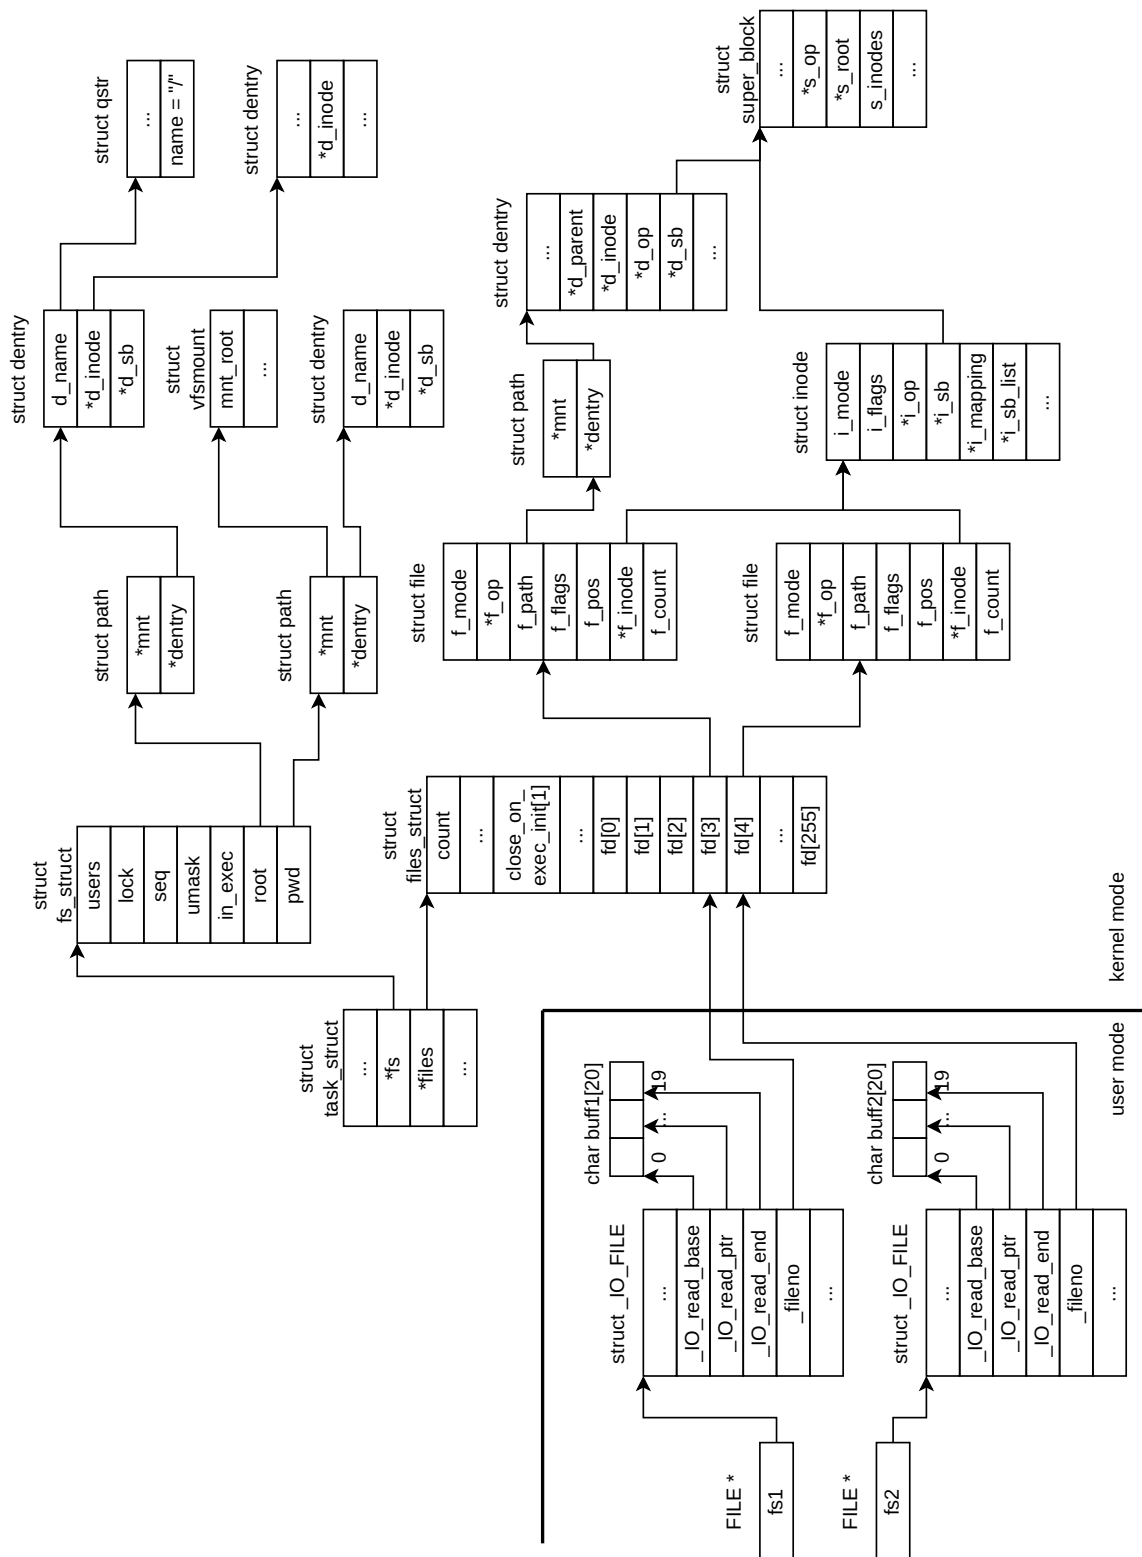 FILE *
fs1
FILE *
fs2
struct _IO_FILE
...
_IO_read_base
_IO_read_ptr
_IO_read_end
_fileno
...
char buff1[20]
0
...
19
struct _IO_FILE
...
_IO_read_base
_IO_read_ptr
_IO_read_end
_fileno
...
char buff2[20]
0
...
19
user mode
kernel mode
struct
task_struct
...
*fs
*files
...
struct
fs_struct
users
lock
seq
umask
in_exec
root
pwd
struct
files_struct
count
...
close_on_
exec_init[1]
...
fd[0]
fd[1]
fd[2]
fd[3]
fd[4]
...
fd[255]
struct path
*mnt
*dentry
struct path
*mnt
*dentry
struct file
f_mode
*f_op
f_path
f_flags
f_pos
*f_inode
f_count
struct file
f_mode
*f_op
f_path
f_flags
f_pos
*f_inode
f_count
struct dentry
d_name
*d_inode
*d_sb
struct
vfsmount
mnt_root
...
struct dentry
d_name
*d_inode
*d_sb
struct path
*mnt
*dentry
struct inode
i_mode
i_flags
*i_op
*i_sb
*i_mapping
*i_sb_list
...
struct qstr
...
name = "/"
struct dentry
...
*d_inode
...
struct dentry
...
*d_parent
*d_inode
*d_op
*d_sb
...
struct
super_block
...
*s_op
*s_root
s_inodes
...